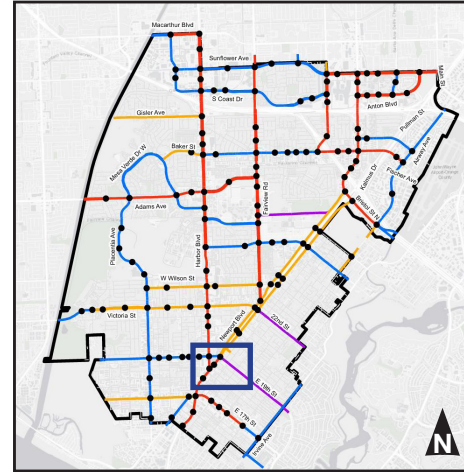 Macarthur Blvd
Sunflower Ave
Main St
S Coast Dr
Anton Blvd
Gisler Ave
Pullman St
Baker St
Mesa Verde Dr W
Airway Ave
Fischer Ave
Kalmus Dr
Fairview Rd
Adams Ave
Bristol St N
Placentia Ave
Harbor Blvd
W Wilson St
Victoria St
Newport Blvd
22nd St
E 19th St
E 17th St
Irvine Ave
N